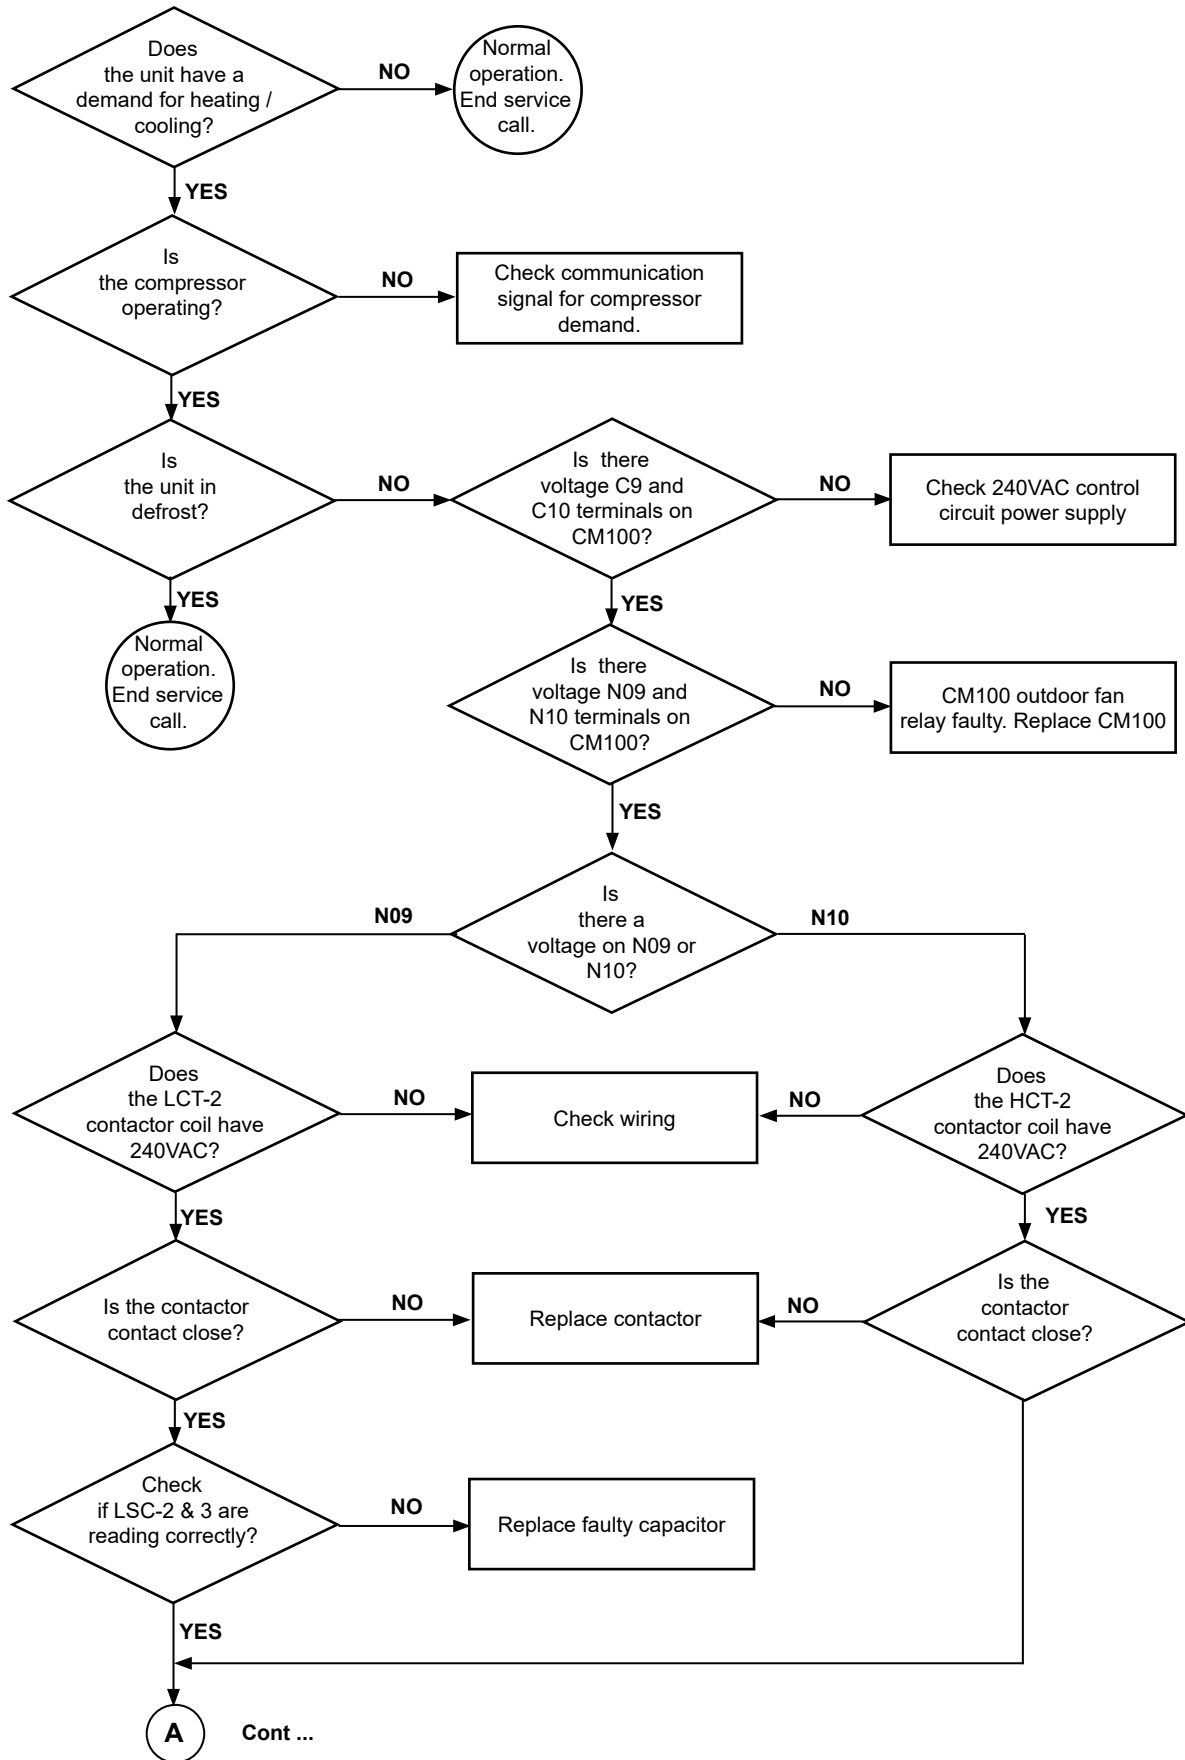 Does
the unit have a
demand for heating /
cooling?
NO
Normal
operation.
End service
call.
YES
Is
the compressor
operating?
NO
Check communication
signal for compressor
demand.
YES
Is
the unit in
defrost?
NO
Is there
voltage C9 and
C10 terminals on
CM100?
NO
Check 240VAC control
circuit power supply
YES
Normal
operation.
End service
call.
YES
Is there
voltage N09 and
N10 terminals on
CM100?
NO
CM100 outdoor fan
relay faulty. Replace CM100
YES
Is
there a
voltage on N09 or
N10?
N09
N10
Does
the LCT-2
contactor coil have
240VAC?
NO
Check wiring
NO
Does
the HCT-2
contactor coil have
240VAC?
YES
YES
Is the contactor
contact close?
NO
Replace contactor
NO
Is the
contactor
contact close?
YES
Check
if LSC-2 & 3 are
reading correctly?
NO
Replace faulty capacitor
YES
A
Cont ...